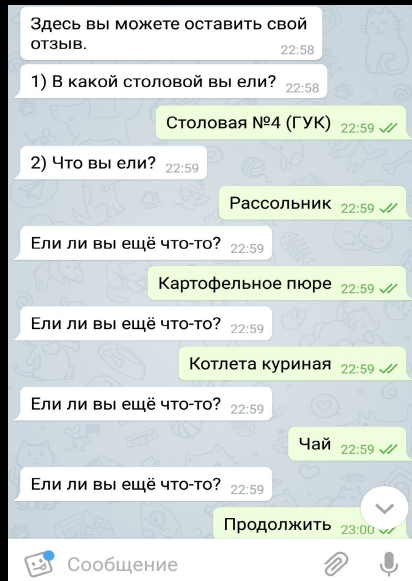 Здесь вы можете оставить свой
отзыв.
22:58
1) В какой столовой вы ели? 22:58
Столовая №4 (ГУК) 22:59
2) Что вы ели? 22:59
Рассольник 22:59
Ели ли вы ещё что-то? 22:59
Картофельное пюре 22:59
Ели ли вы ещё что-то? 22:59
Котлета куриная 22:59
Ели ли вы ещё что-то? 22:59
Чай 22:59
Ели ли вы ещё что-то? 22:59
Продолжить 23:00
Сообщение